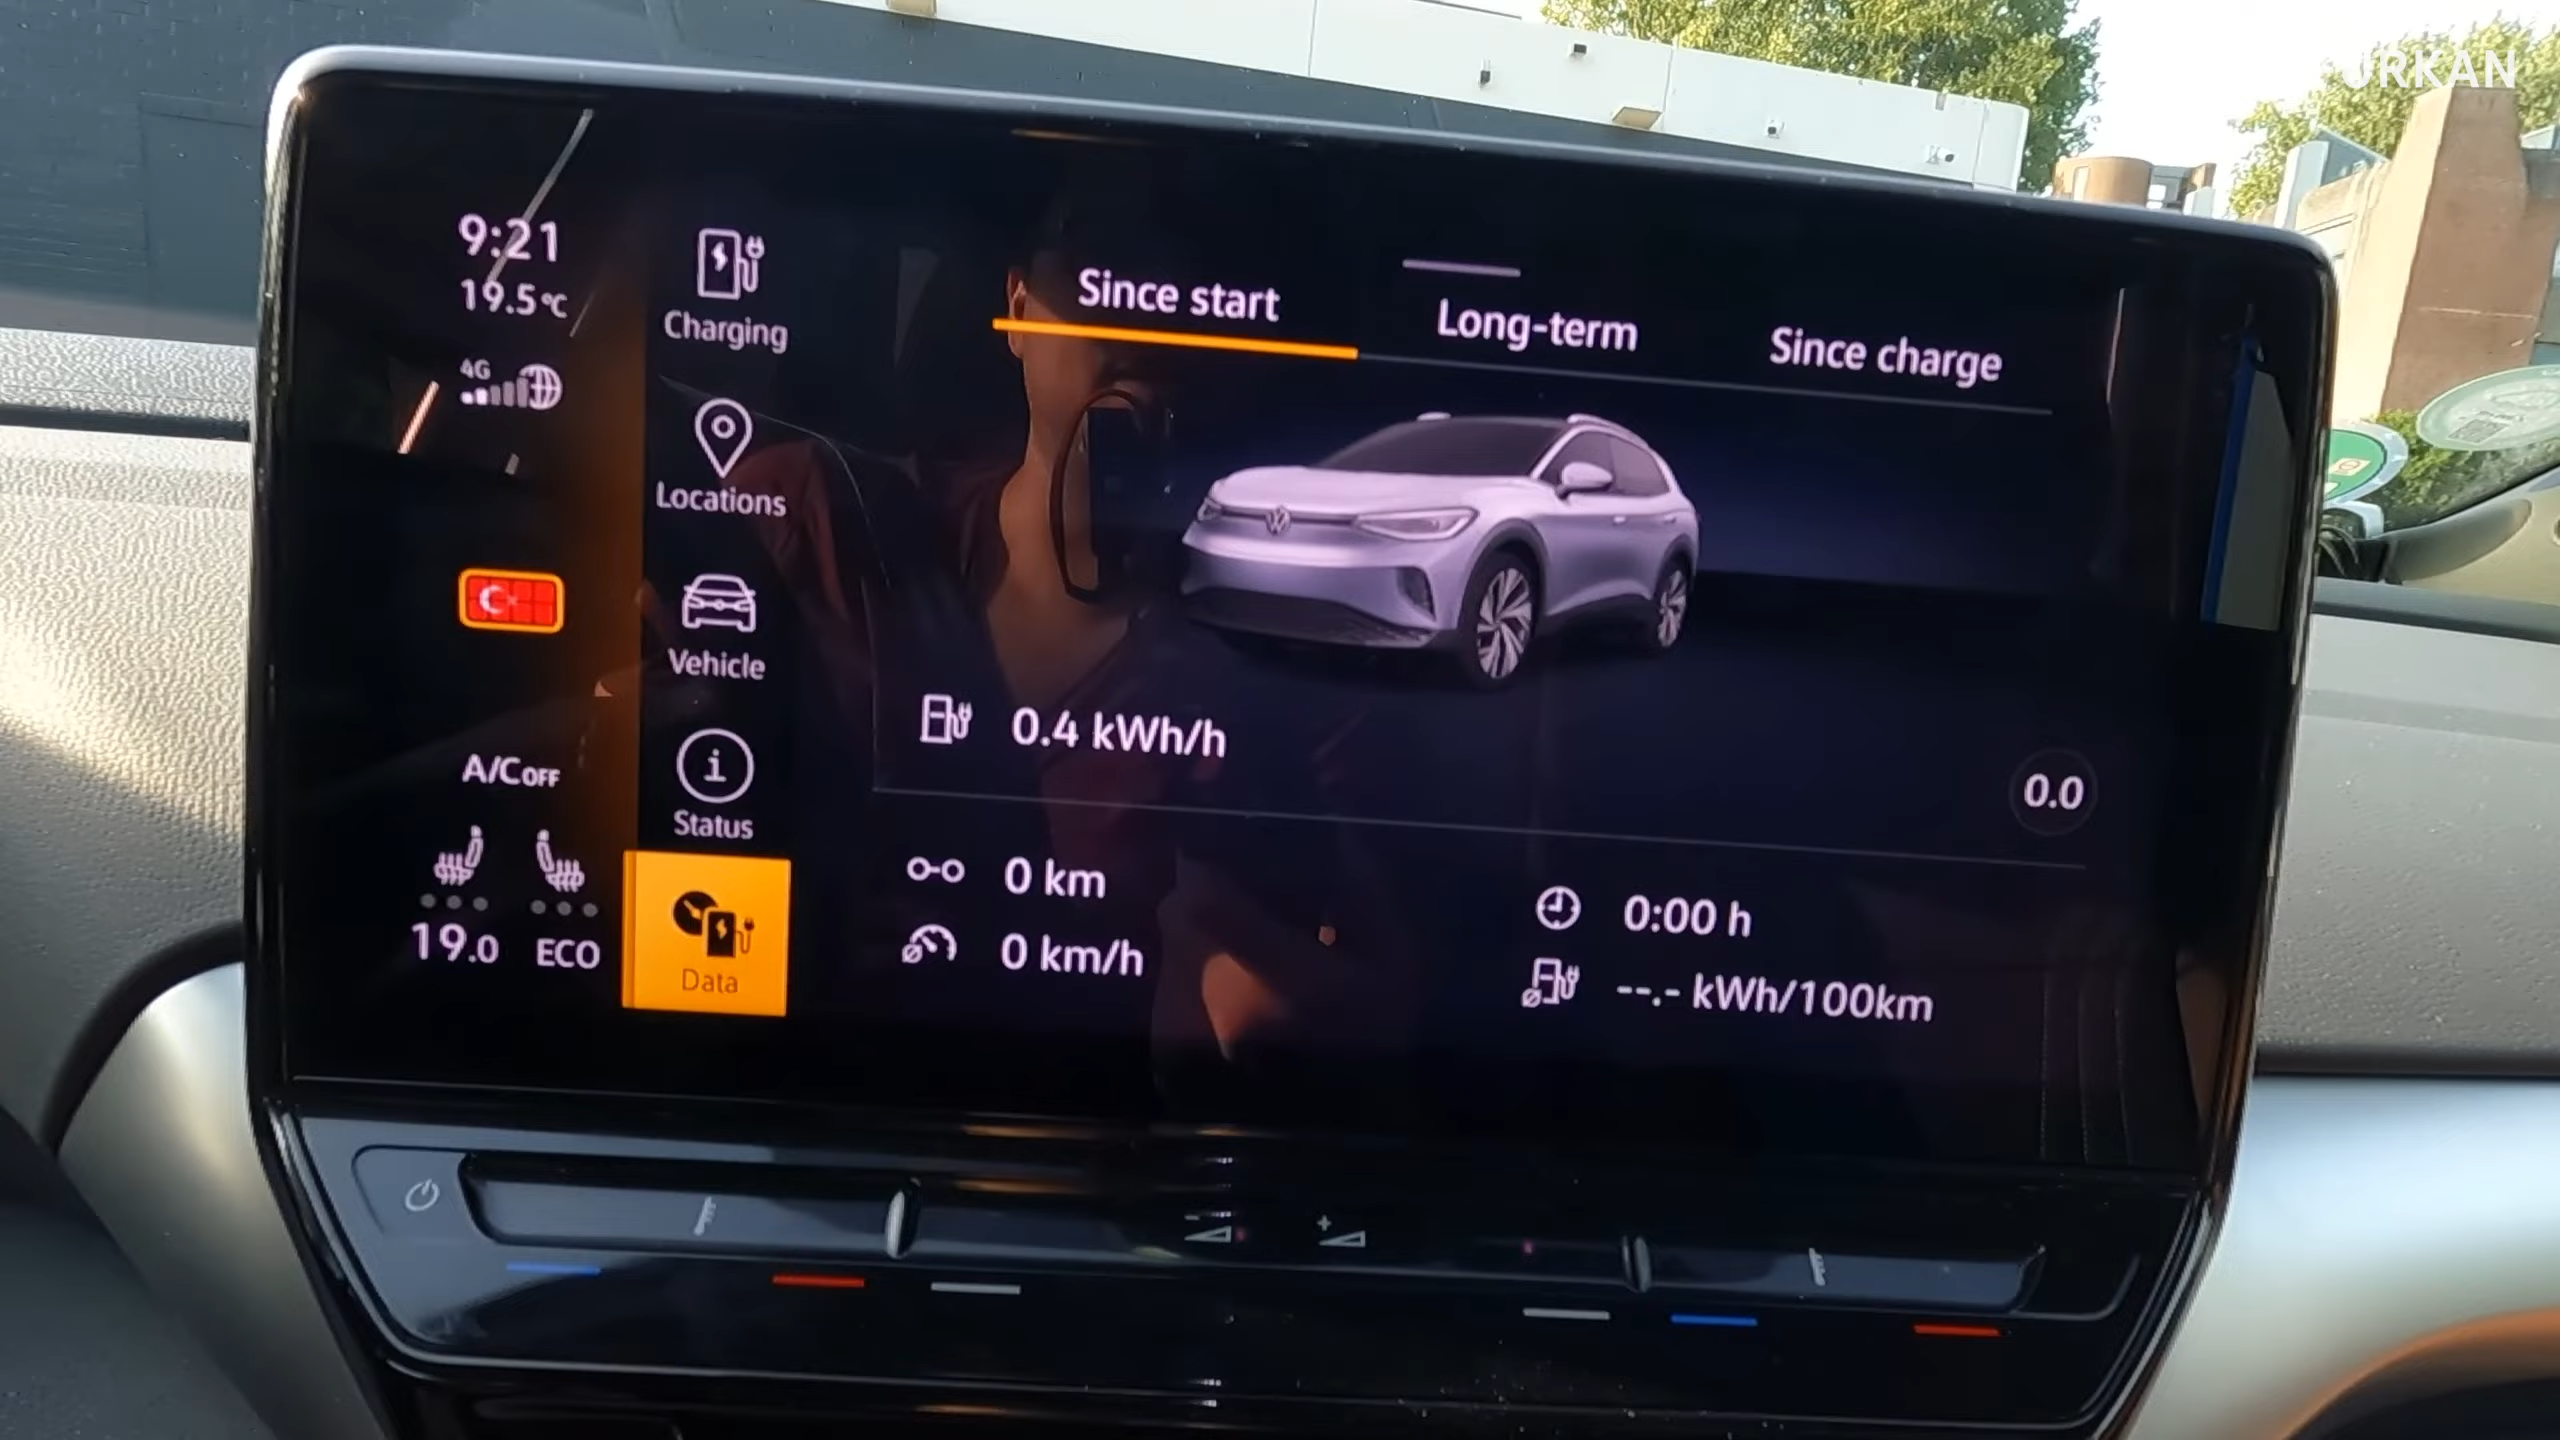 URKAN
9:21
19.5°C
4G
A/C OFF
19.0 ECO
Charging
Locations
Vehicle
Status
Data
Since start
Long-term
Since charge
0.4 kWh/h
0.0
0 km
0:00 h
0 km/h
--.- kWh/100km